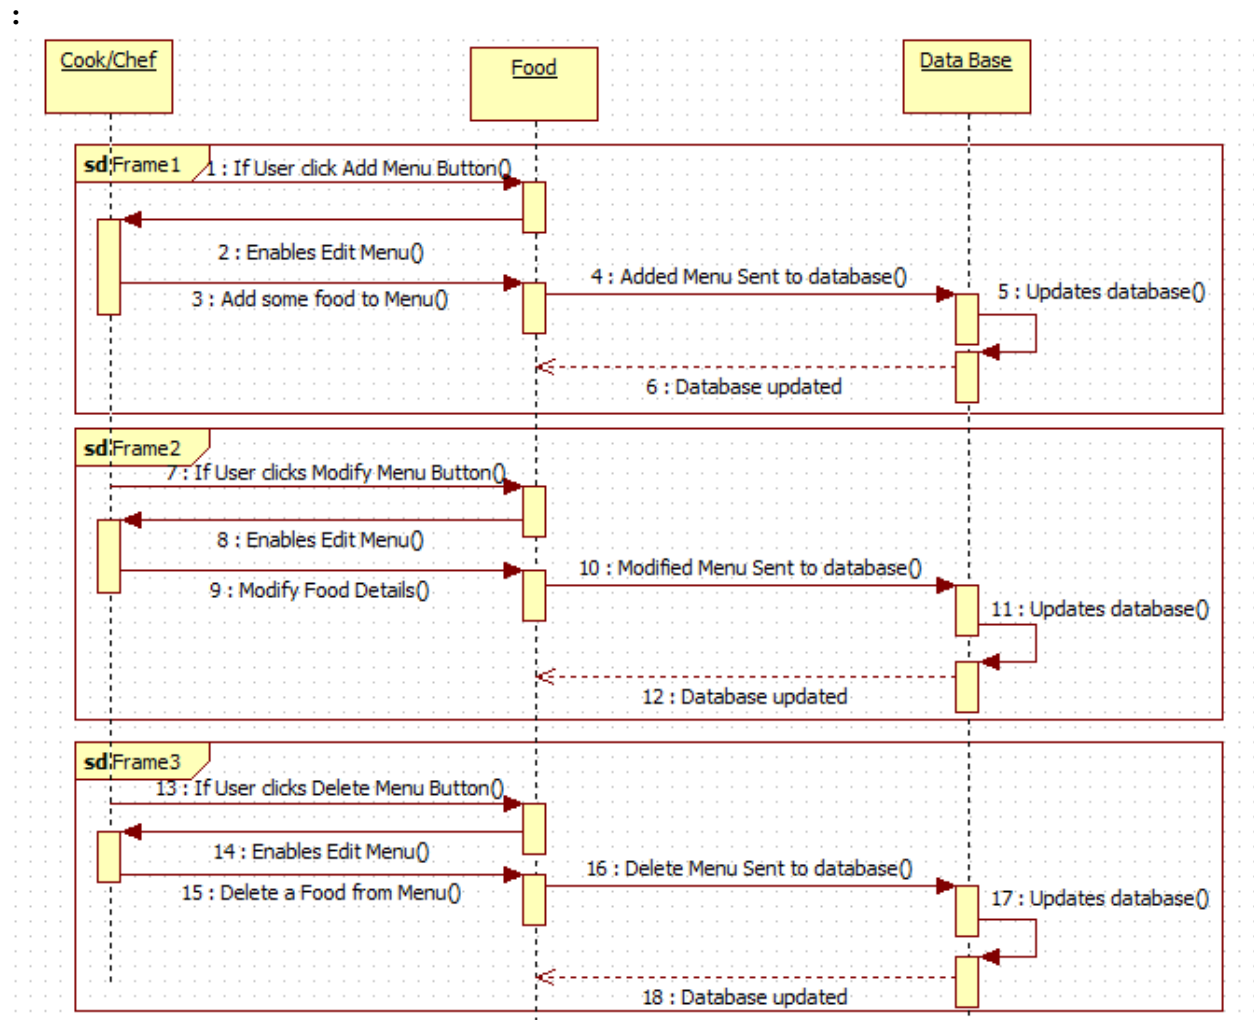 :
Cook/Chef
Food
Data Base
sd Frame1
1 : If User click Add Menu Button()
2 : Enables Edit Menu()
3 : Add some food to Menu()
4 : Added Menu Sent to database()
5 : Updates database()
6 : Database updated
sd Frame2
7 : If User clicks Modify Menu Button()
8 : Enables Edit Menu()
9 : Modify Food Details()
10 : Modified Menu Sent to database()
11 : Updates database()
12 : Database updated
sd Frame3
13 : If User clicks Delete Menu Button()
14 : Enables Edit Menu()
15 : Delete a Food from Menu()
16 : Delete Menu Sent to database()
17 : Updates database()
18 : Database updated